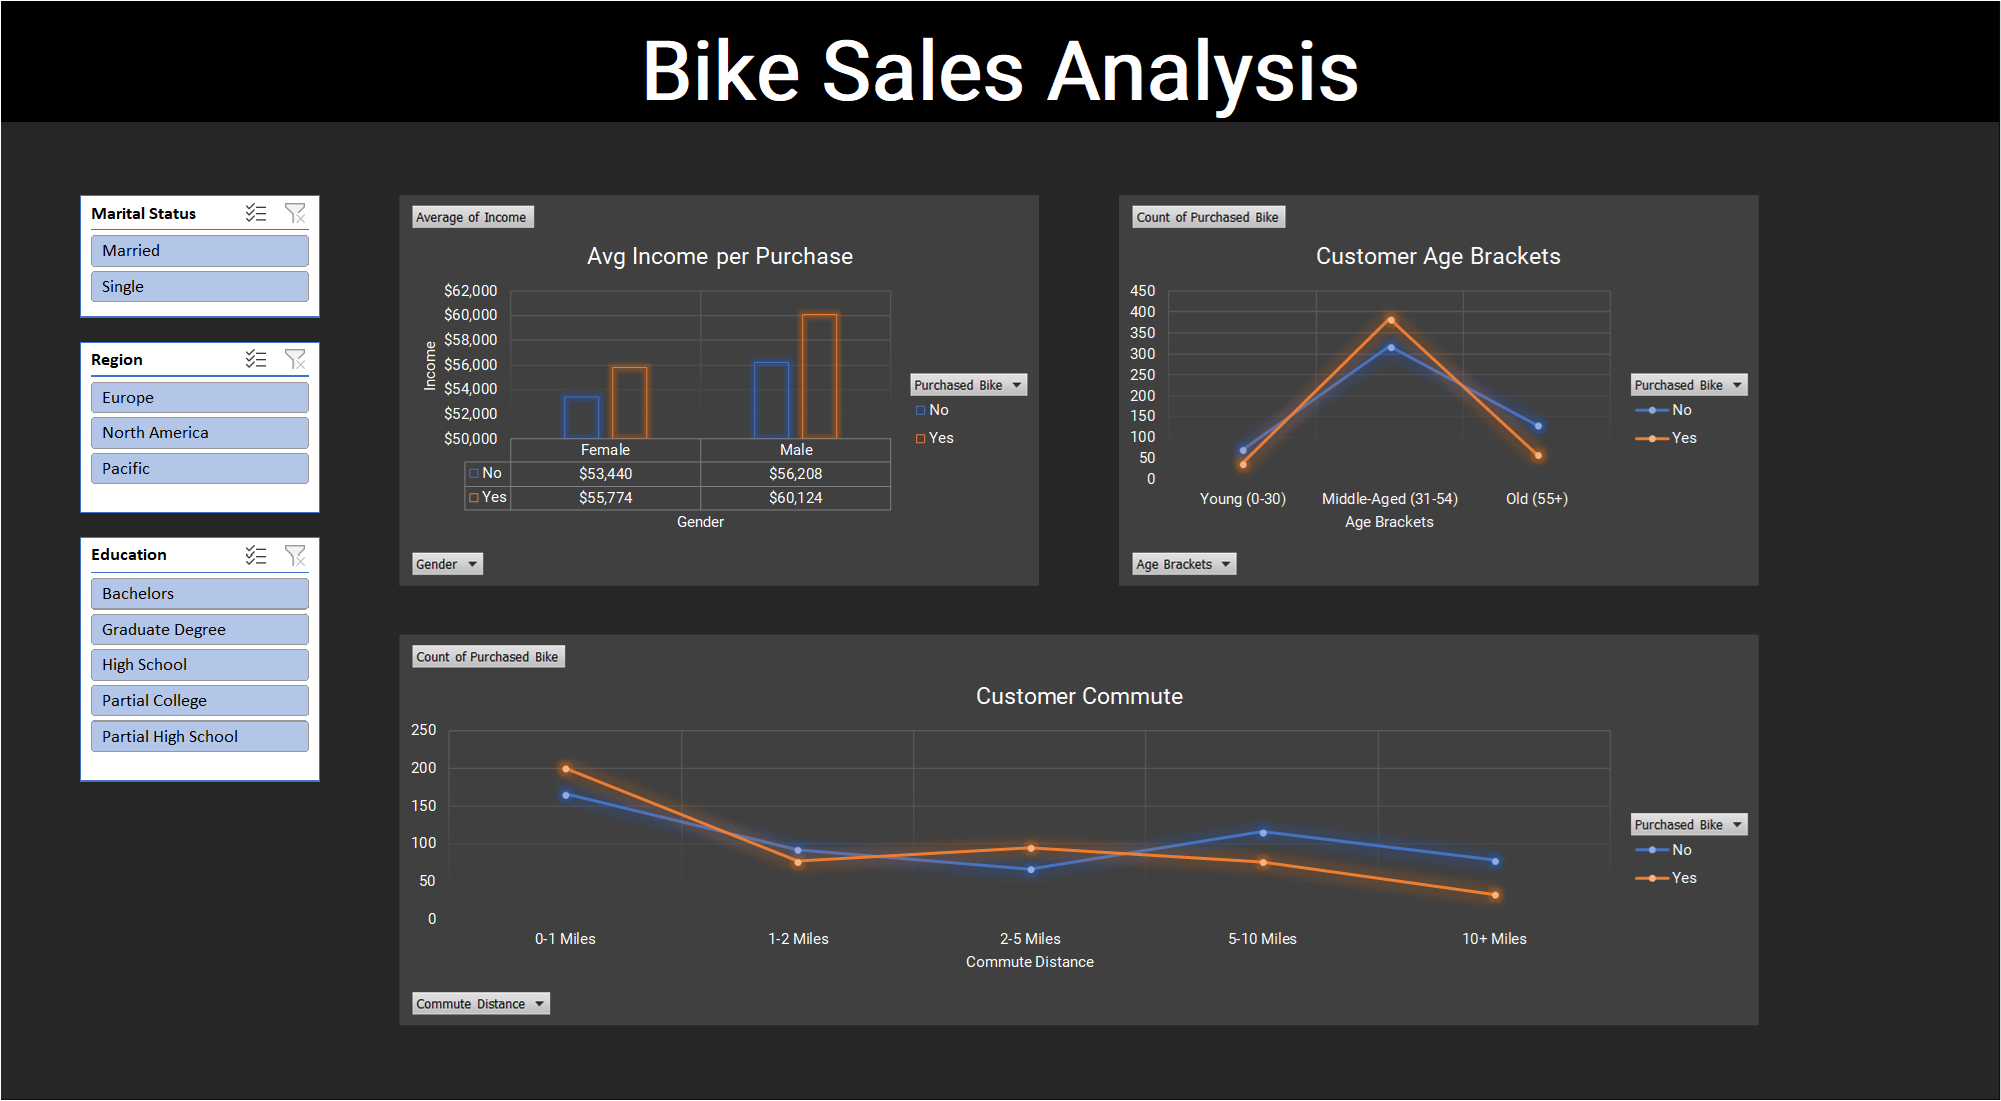 Bike Sales Analysis
Marital Status
Married
Single
Region
Europe
North America
Pacific
Education
Bachelors
Graduate Degree
High School
Partial College
Partial High School
Average of Income
Avg Income per Purchase
$62,000
$60,000
$58,000
$56,000
$54,000
$52,000
$50,000
Income
Female Male
No $53,440 $56,208
Yes $55,774 $60,124
Gender
Purchased Bike
No
Yes
Gender
Count of Purchased Bike
Customer Age Brackets
450
400
350
300
250
200
150
100
50
0
Young (0-30) Middle-Aged (31-54) Old (55+)
Age Brackets
Purchased Bike
No
Yes
Age Brackets
Count of Purchased Bike
Customer Commute
250
200
150
100
50
0
0-1 Miles 1-2 Miles 2-5 Miles 5-10 Miles 10+ Miles
Commute Distance
Purchased Bike
No
Yes
Commute Distance